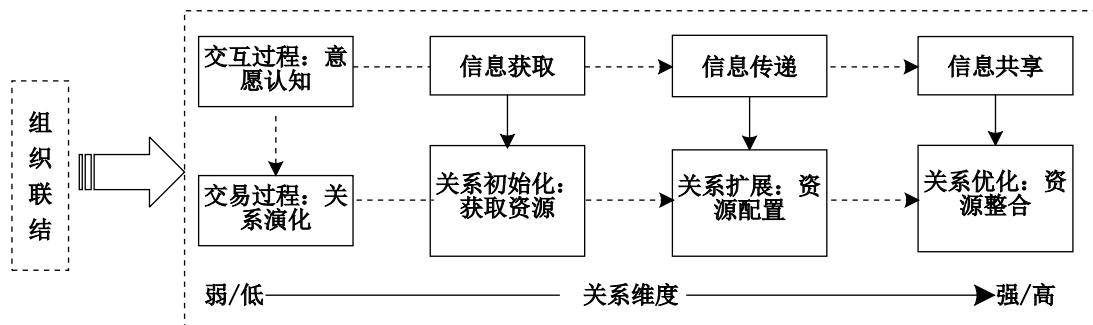 组
织
联
结
交互过程：意
愿认知
信息获取
信息传递
信息共享
交易过程：关
系演化
关系初始化：
获取资源
关系扩展：资
源配置
关系优化：资
源整合
弱/低
关系维度
强/高